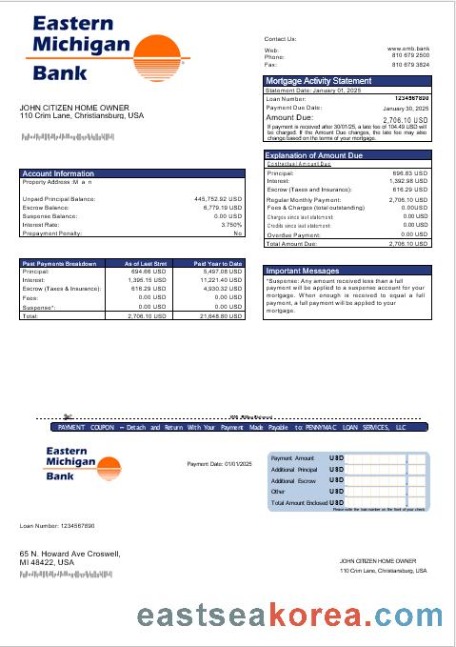 Eastern
Michigan
Bank
Contact Us:
Web: www.emb.bank
Phone: 810 679 2500
Fax: 810 679 3824
Mortgage Activity Statement
Statement Date: January 01, 2025
Loan Number: 1234567890
Payment Due Date: January 30, 2025
Amount Due: 2,706.10 USD
If payment is received after 30/01/25, a late fee of 104.49 USD will
be charged. If the Amount Due changes, the late fee may also
change based on the terms of your mortgage.
JOHN CITIZEN HOME OWNER
110 Crim Lane, Christiansburg, USA
Explanation of Amount Due
Contractual Amount Due
Principal: 696.83 USD
Interest: 1,392.98 USD
Escrow (Taxes and Insurance): 616.29 USD
Regular Monthly Payment: 2,706.10 USD
Fees & Charges (total outstanding) 0.00USD
Charges since last statement: 0.00 USD
Credits since last statement: 0.00 USD
Overdue Payment: 0.00 USD
Total Amount Due: 2,706.10 USD
Account Information
Property Address :M a n
Unpaid Principal Balance: 445,752.92 USD
Escrow Balance: 6,779.19 USD
Suspense Balance: 0.00 USD
Interest Rate: 3.750%
Prepayment Penalty: No
Past Payments Breakdown As of Last Stmt Paid Year to Date
Principal: 694.66 USD 5,497.08 USD
Interest: 1,395.15 USD 11,221.40 USD
Escrow (Taxes & Insurance): 616.29 USD 4,930.32 USD
Fees: 0.00 USD 0.00 USD
Suspense*: 0.00 USD 0.00 USD
Total: 2,706.10 USD 21,648.80 USD
Important Messages
*Suspense: Any amount received less than a full
payment will be applied to a suspense account for your
mortgage. When enough is received to equal a full
payment, a full payment will be applied to your
mortgage.
PAYMENT COUPON - Detach and Return With Your Payment Made Payable to PENNYMAC LOAN SERVICES, LLC
Eastern
Michigan
Bank
Payment Date: 01/01/2025
Payment Amount USD
Additional Principal USD
Additional Escrow USD
Other USD
Total Amount Enclosed USD
Please write the loan number on the front of your check
Loan Number: 1234567890
65 N. Howard Ave Croswell,
MI 48422, USA
JOHN CITIZEN HOME OWNER
110 Crim Lane, Christiansburg, USA
eastseakorea.com